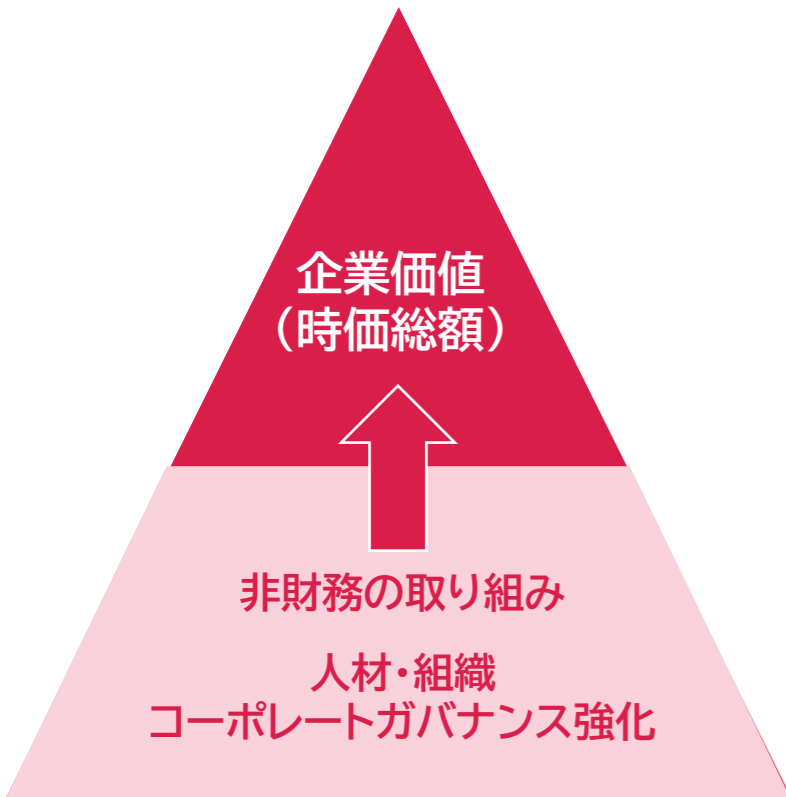 企業価値
（時価総額）
非財務の取り組み
人材・組織
コーポレートガバナンス強化